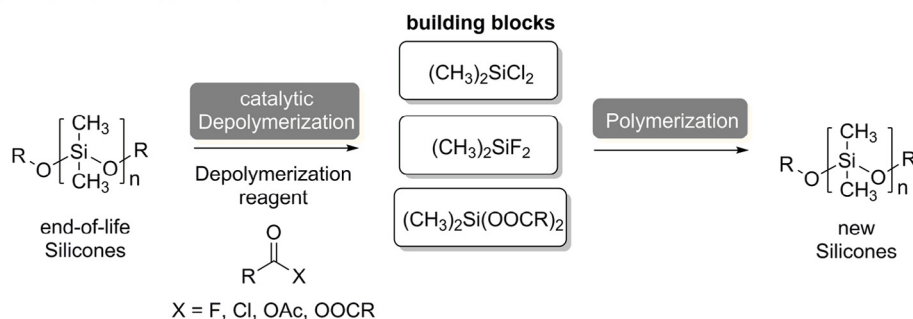 building blocks
(CH3)2SiCl2
(CH3)2SiF2
(CH3)2Si(OOCR)2
catalytic
Depolymerization
Depolymerization
reagent
O
R X
X = F, Cl, OAc, OOCR
Polymerization
CH3
R O Si O R
CH3 n
end-of-life
Silicones
CH3
R O Si O R
CH3 n
new
Silicones